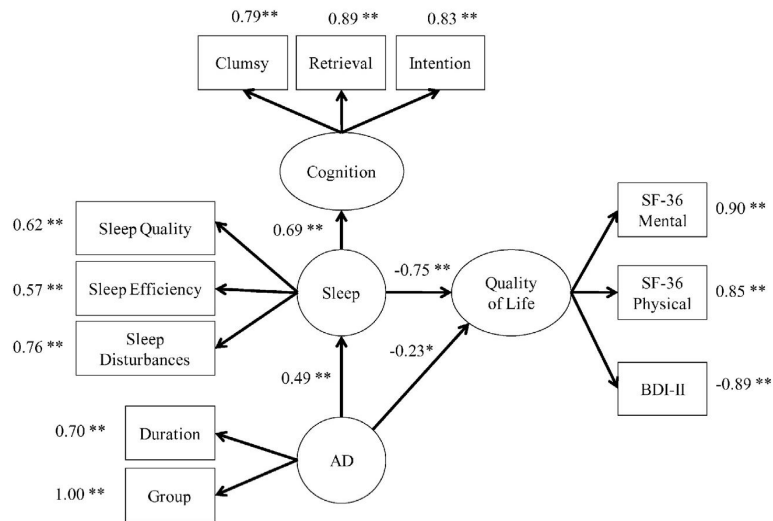 0.79**
0.89 **
0.83 **
Clumsy
Retrieval
Intention
Cognition
0.69 **
0.62 **
Sleep Quality
0.57 **
Sleep Efficiency
0.76 **
Sleep
Disturbances
Sleep
-0.75 **
Quality
of Life
SF-36
Mental
0.90 **
SF-36
Physical
0.85 **
BDI-II
-0.89 **
0.49 **
-0.23*
0.70 **
Duration
AD
1.00 **
Group